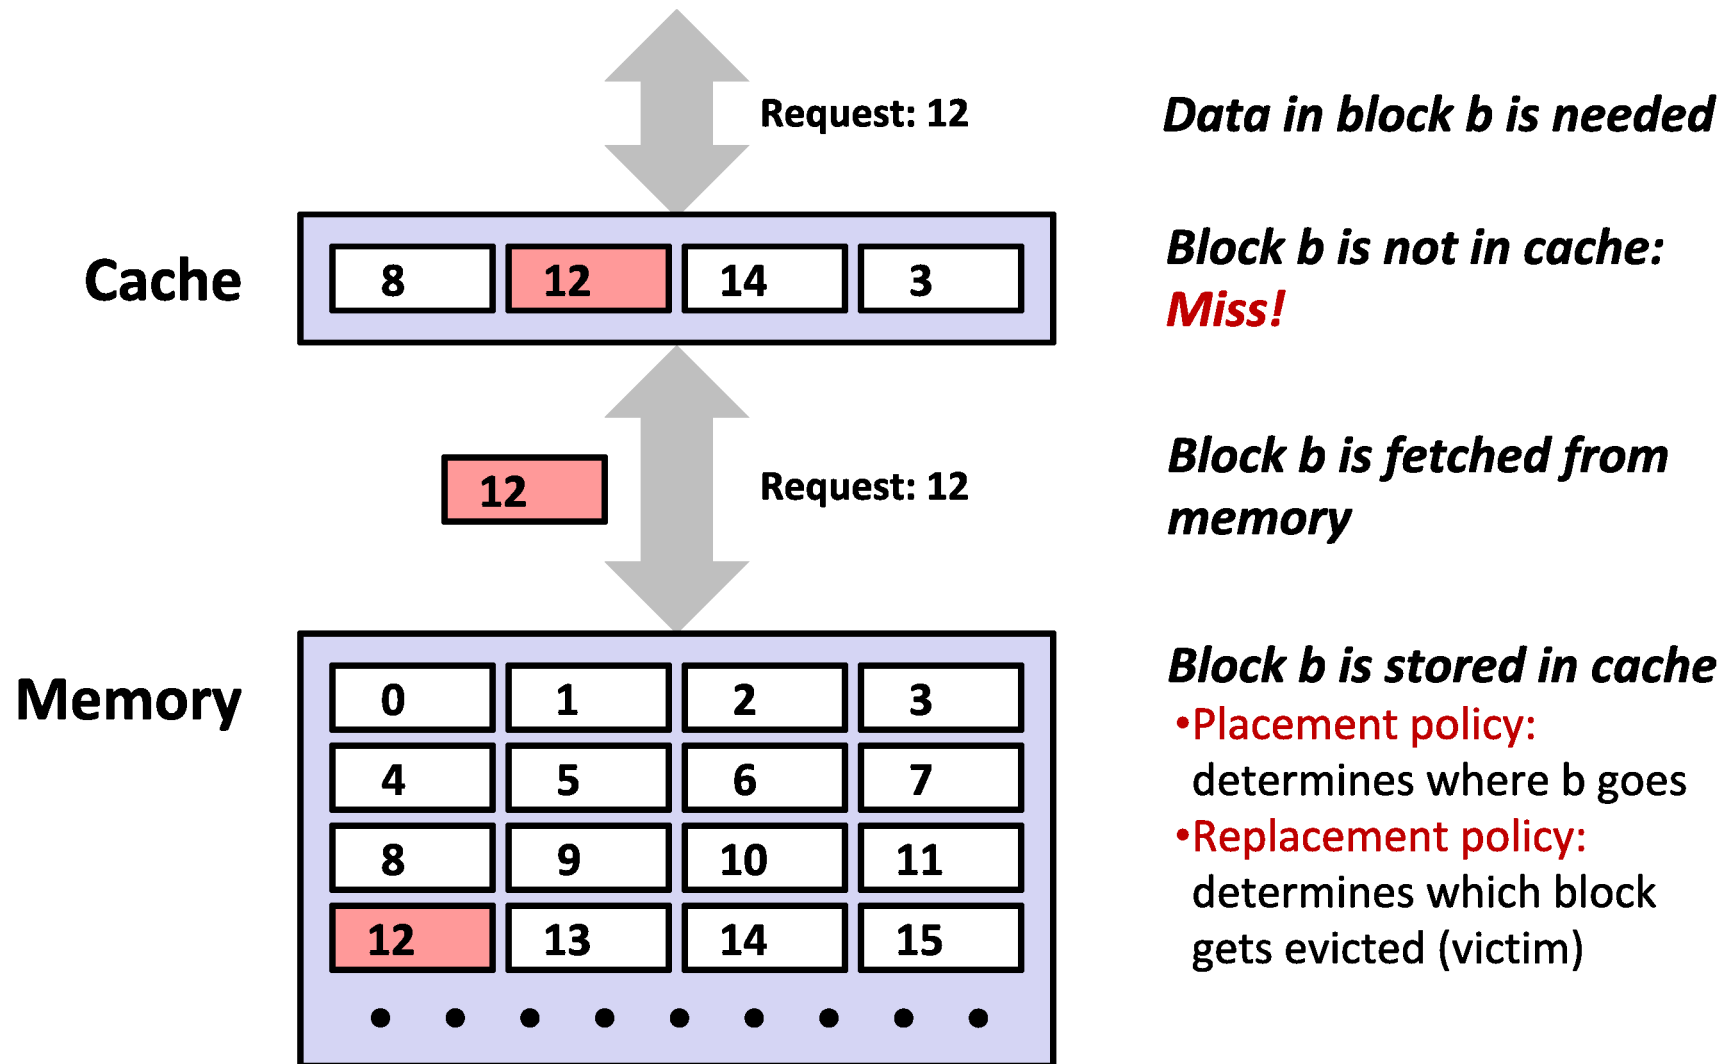 Request: 12
Data in block b is needed
Cache
8 12 14 3
Block b is not in cache:
Miss!
12
Request: 12
Block b is fetched from
memory
Memory
0 1 2 3
4 5 6 7
8 9 10 11
12 13 14 15
Block b is stored in cache
•Placement policy:
determines where b goes
•Replacement policy:
determines which block
gets evicted (victim)